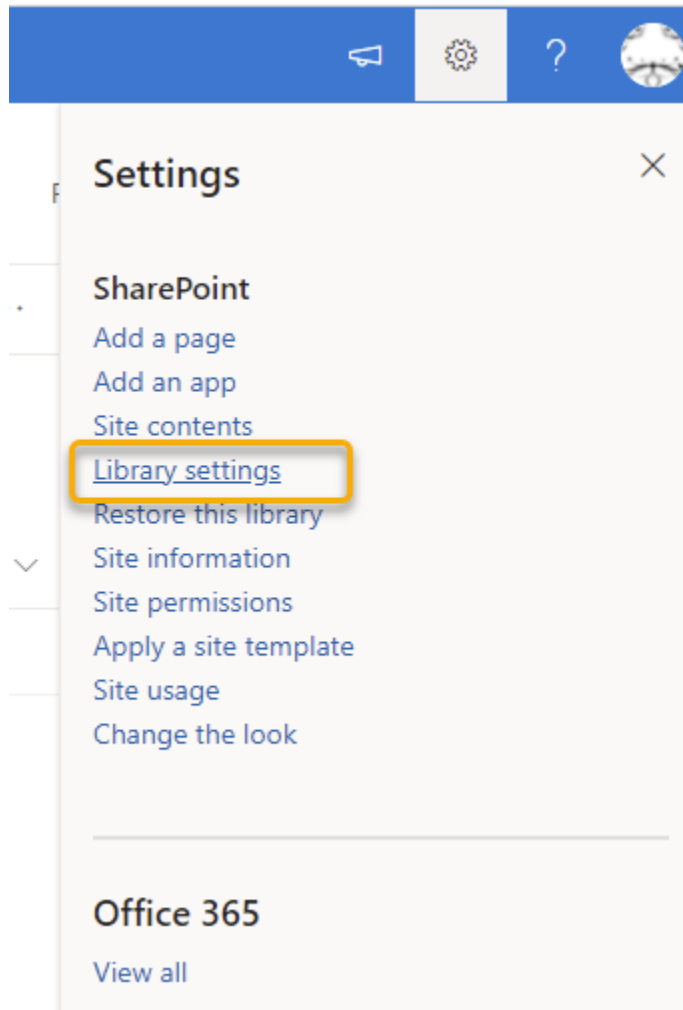 Settings
SharePoint
Add a page
Add an app
Site contents
Library settings
Restore this library
Site information
Site permissions
Apply a site template
Site usage
Change the look
Office 365
View all